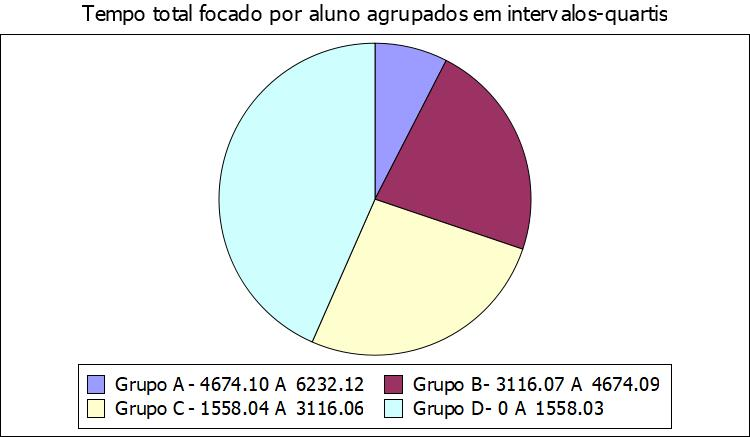 Tempo total focado por aluno agrupados em intervalos-quartis
Grupo A - 4674.10 A 6232.12
Grupo B- 3116.07 A 4674.09
Grupo C - 1558.04 A 3116.06
Grupo D- 0 A 1558.03